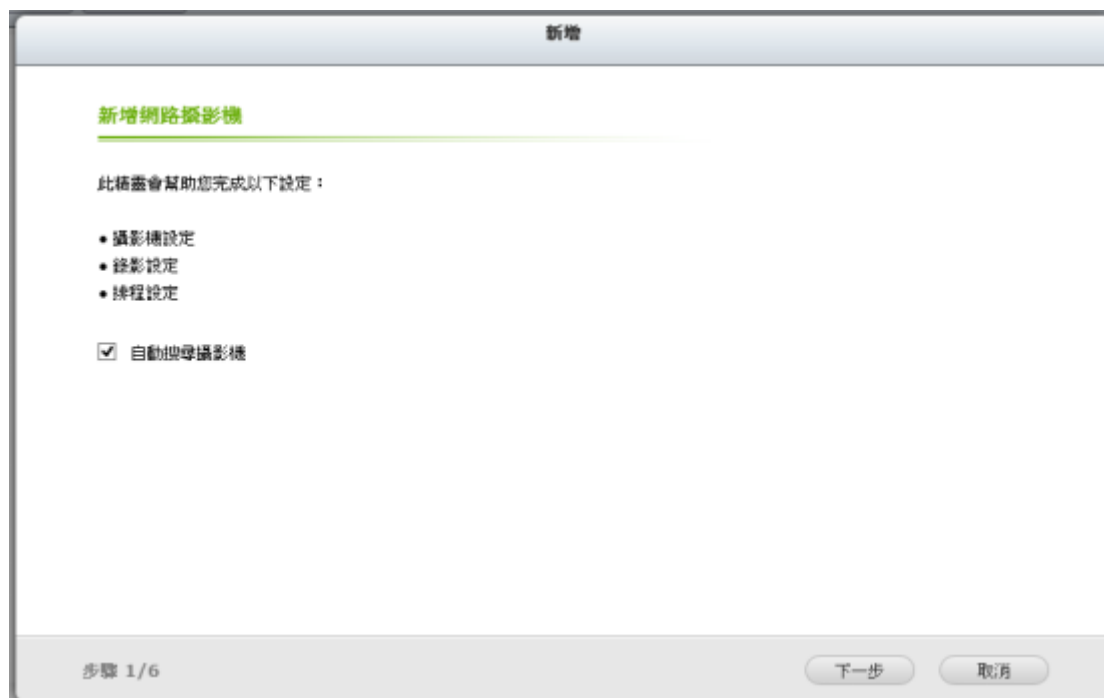 新增
新增網路攝影機
此精靈會幫助您完成以下設定：
• 攝影機設定
• 錄影設定
• 排程設定
自動搜尋攝影機
步驟 1/6
下一步
取消